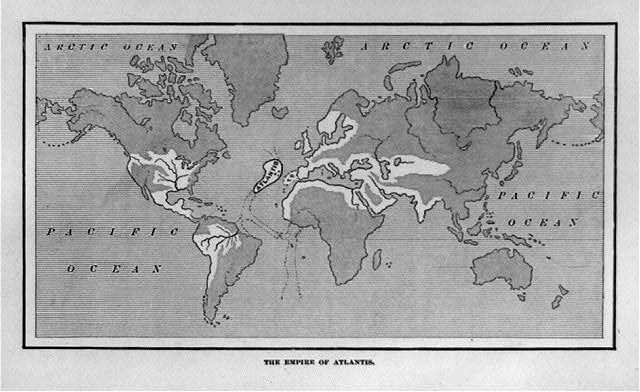 ARCTIC OCEAN
ARCTIC OCEAN
ATLANTIS
PACIFIC
OCEAN
PACIFIC
OCEAN
THE EMPIRE OF ATLANTIS.